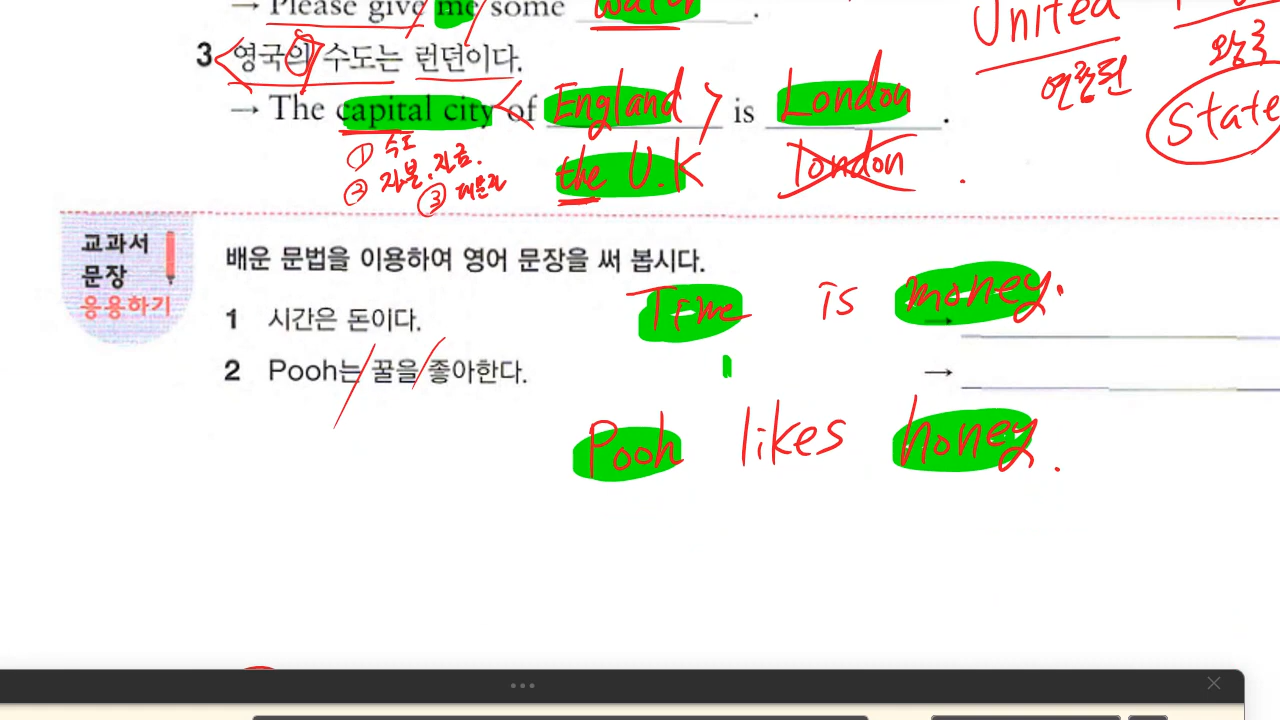 → Please give me some water.
United
연합된
왕국
State
3 영국의 수도는 런던이다.
→ The capital city of England is London.
① 수도
② 자본, 자금.
③ 대문자
the U.K
london
교과서
문장
응용하기
배운 문법을 이용하여 영어 문장을 써 봅시다.
1 시간은 돈이다. → Time is money.
2 Pooh는 꿀을 좋아한다. →
Pooh likes honey.